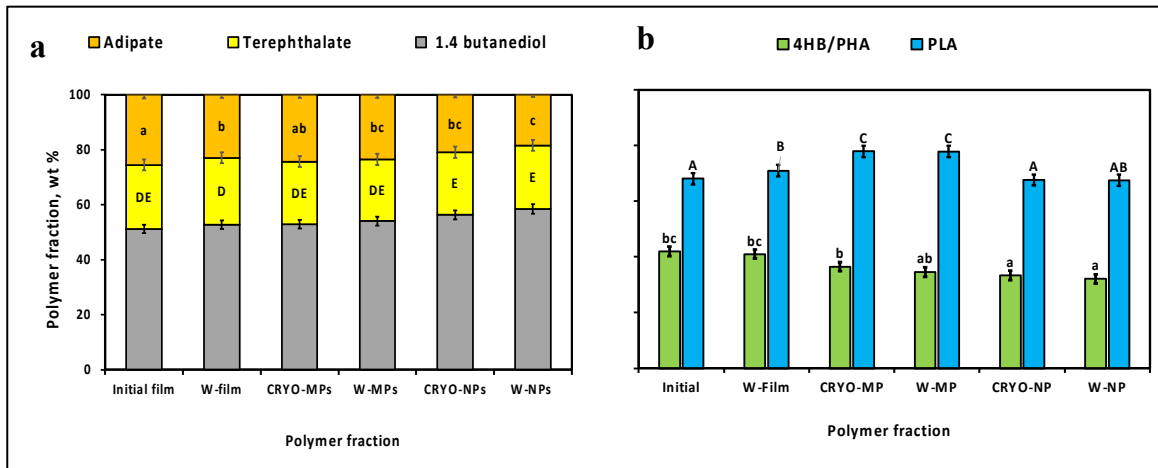 a
Adipate Terephthalate 1.4 butanediol
Polymer fraction, wt %
100
80
60
40
20
0
a b ab bc bc c
DE D DE DE E E
Initial film W-film CRYO-MPs W-MPs CRYO-NPs W-NPs
Polymer fraction
b
4HB/PHA PLA
A B C C A AB
bc bc b ab a a
Initial W-Film CRYO-MP W-MP CRYO-NP W-NP
Polymer fraction